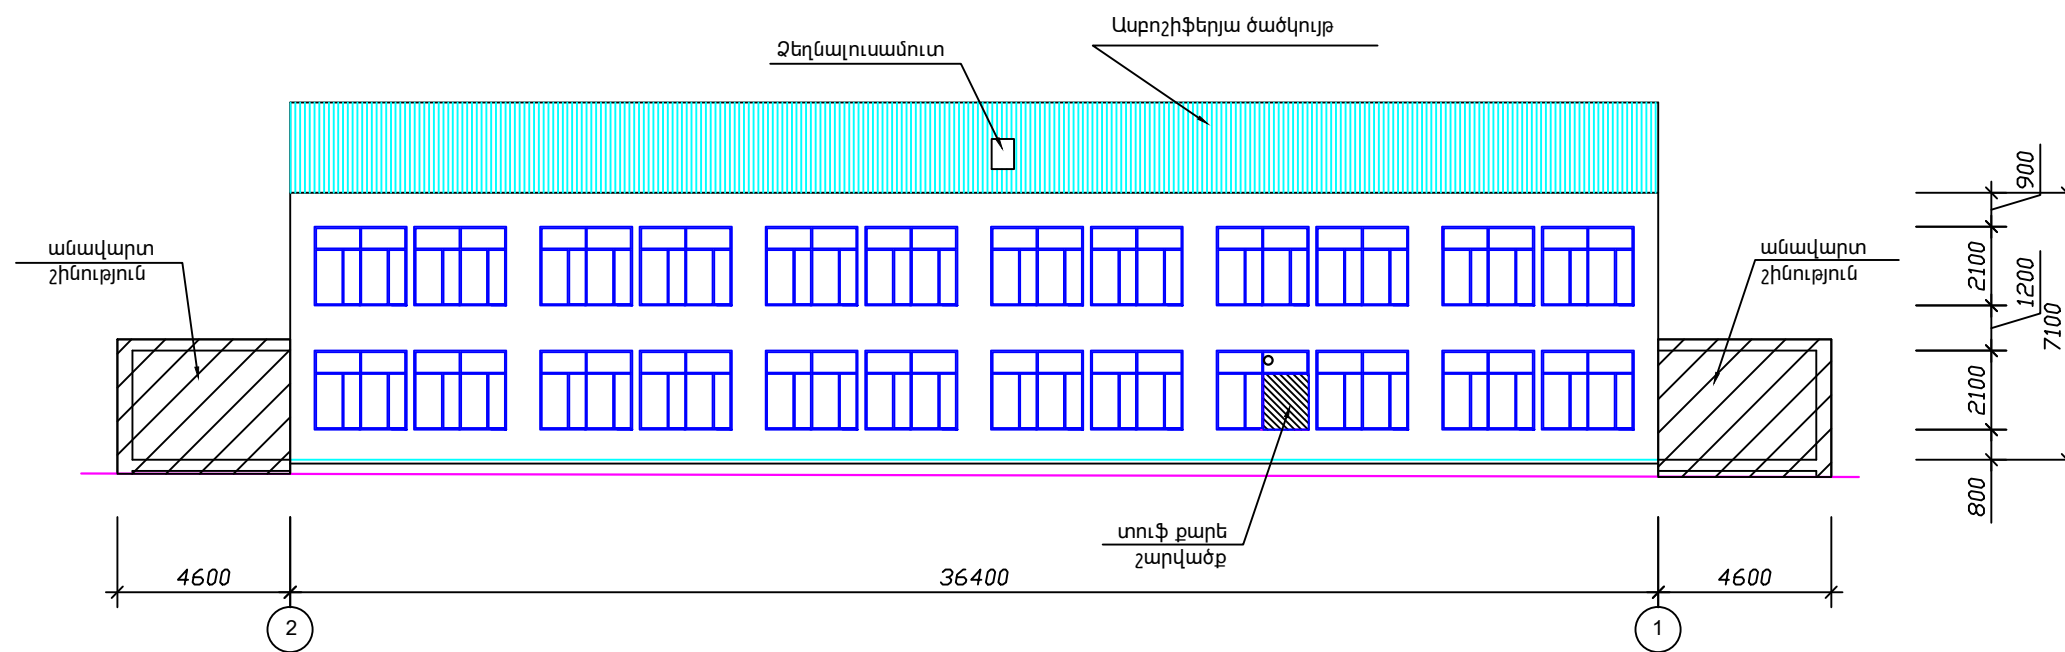 Ասբոշիֆերյա ծածկույթ
Ձեղնալուսամուտ
անավարտ
շինություն
անավարտ
շինություն
900
2100
1200
7100
2100
800
տուֆ քարե
շարվածք
4600
36400
4600
2
1